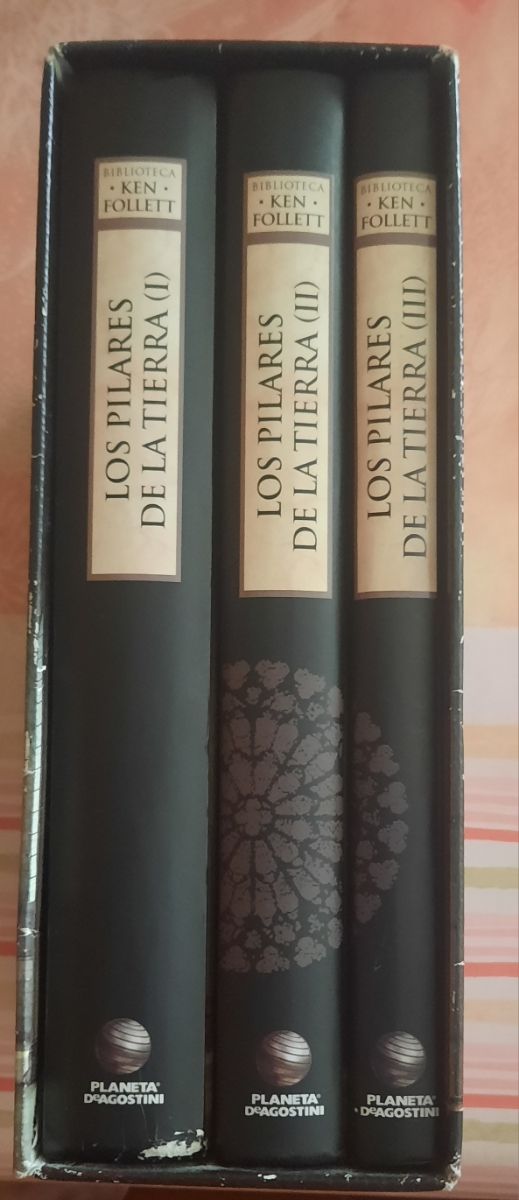 BIBLIOTECA
· KEN ·
FOLLETT
LOS PILARES
DE LA TIERRA (I)
PLANETA
DeAGOSTINI
BIBLIOTECA
· KEN ·
FOLLETT
LOS PILARES
DE LA TIERRA (II)
PLANETA
DeAGOSTINI
BIBLIOTECA
· KEN ·
FOLLETT
LOS PILARES
DE LA TIERRA (III)
PLANETA
DeAGOSTINI